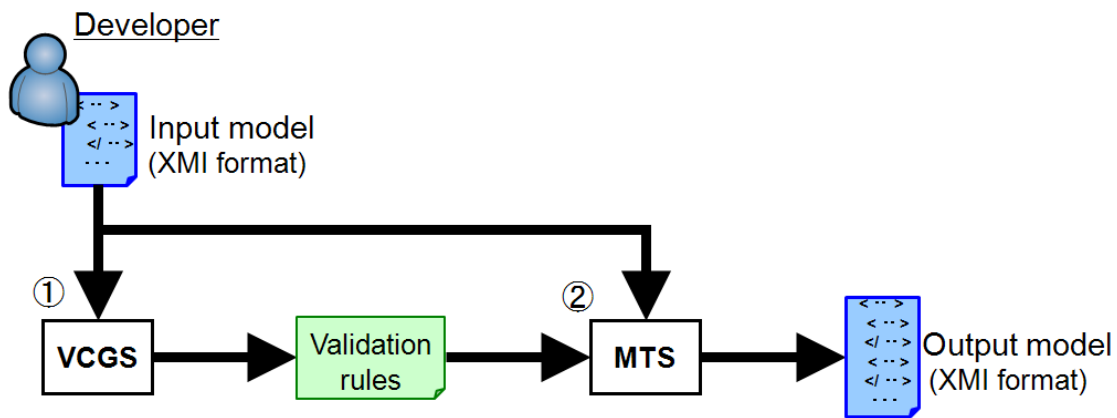 Developer
< -- >
< -- >
</ -- >
- - -
Input model
(XMI format)
①
VCGS
Validation
rules
②
MTS
< -- >
< -- >
</ -- >
< -- >
</ -- >
- - -
Output model
(XMI format)